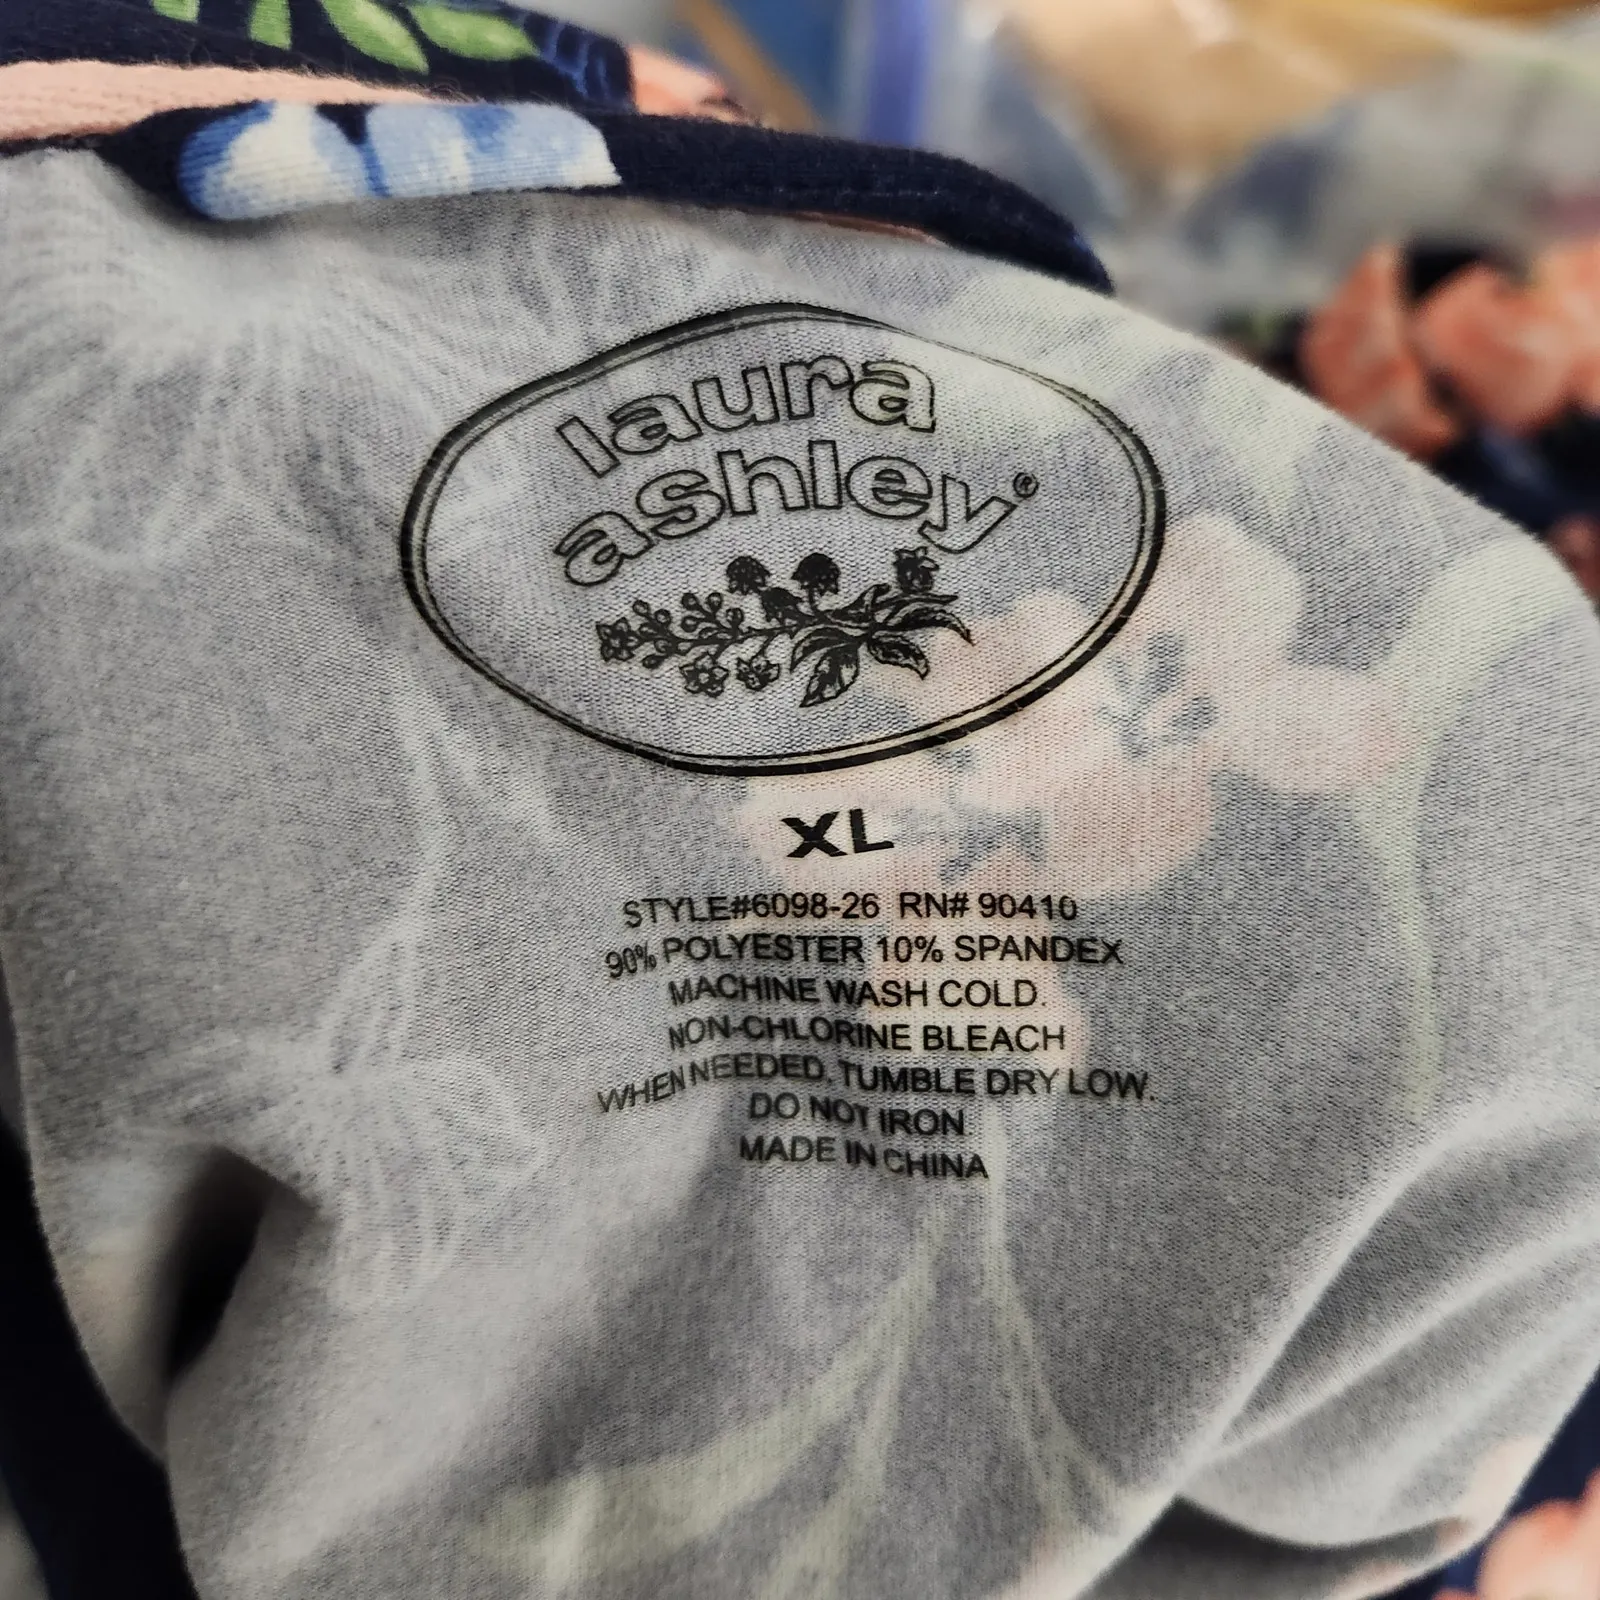 laura
ashley®
XL
STYLE#6098-26 RN# 90410
90% POLYESTER 10% SPANDEX
MACHINE WASH COLD.
NON-CHLORINE BLEACH
WHEN NEEDED, TUMBLE DRY LOW.
DO NOT IRON
MADE IN CHINA